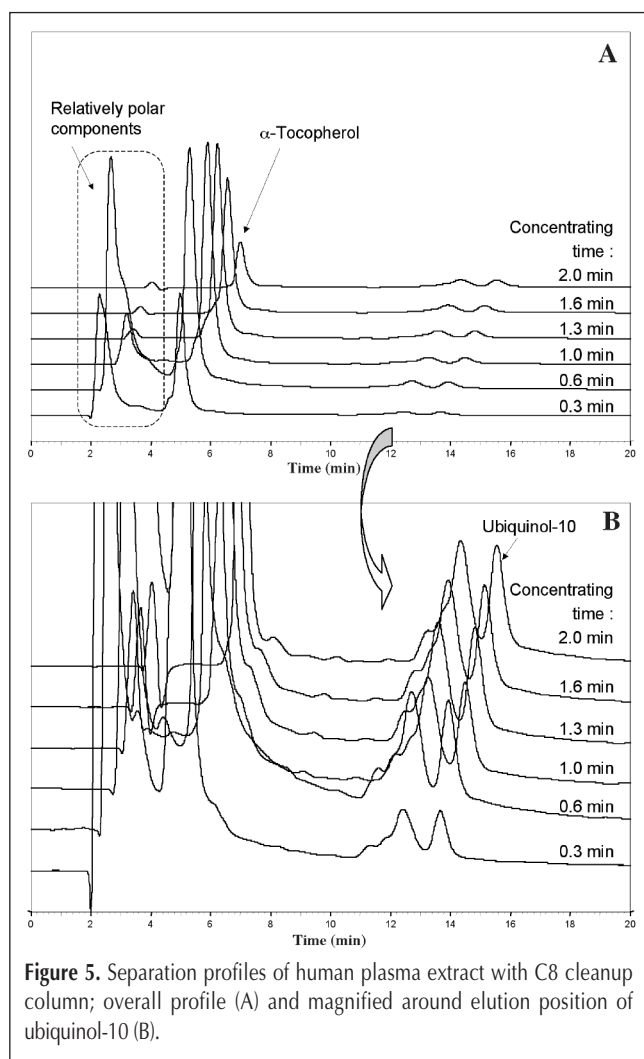 A
Relatively polar
components
α-Tocopherol
Concentrating
time :
2.0 min
1.6 min
1.3 min
1.0 min
0.6 min
0.3 min
0 2 4 6 8 10 12 14 16 18 20
Time (min)
B
Ubiquinol-10
Concentrating
time :
2.0 min
1.6 min
1.3 min
1.0 min
0.6 min
0.3 min
0 2 4 6 8 10 12 14 16 18 20
Time (min)
Figure 5. Separation profiles of human plasma extract with C8 cleanup
column; overall profile (A) and magnified around elution position of
ubiquinol-10 (B).